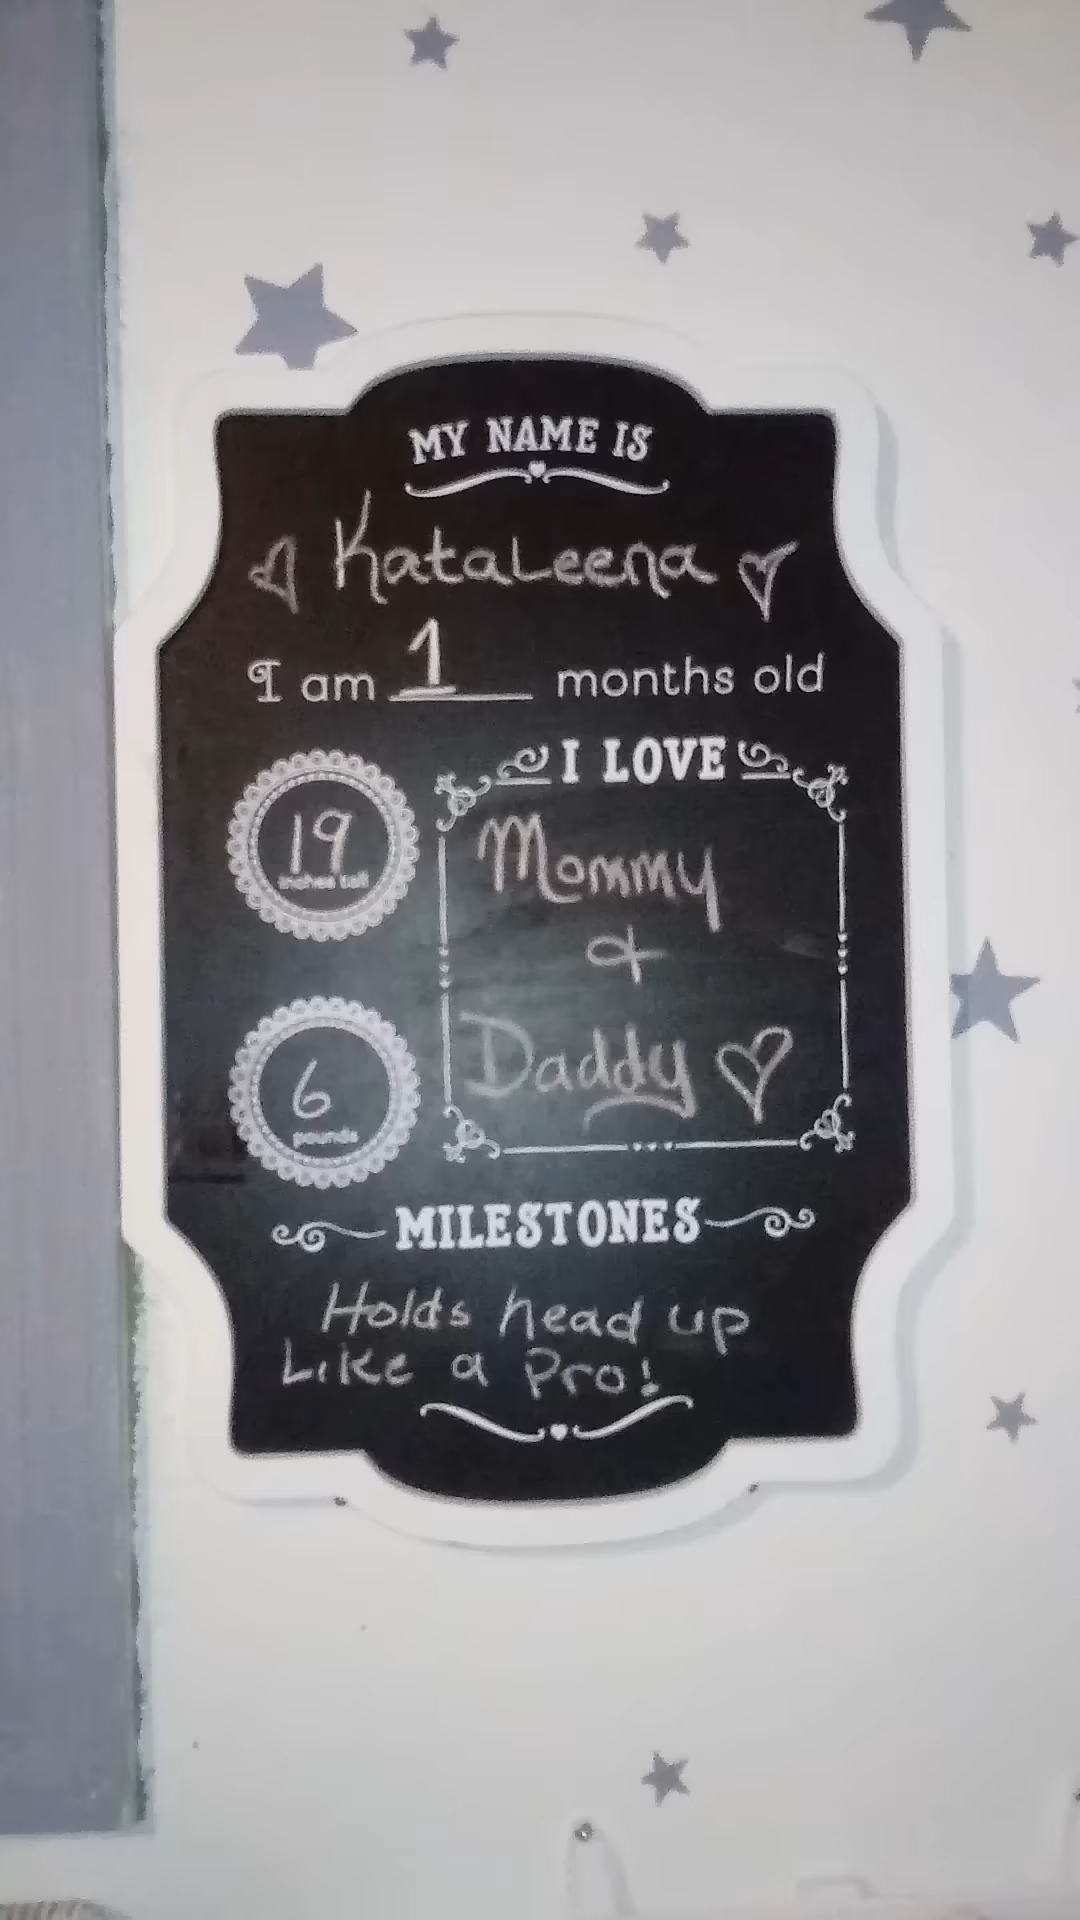 MY NAME IS
KataLeena
I am 1 months old
19
inches tall
I LOVE
Mommy
&
Daddy
6
pounds
MILESTONES
Holds head up
Like a Pro!